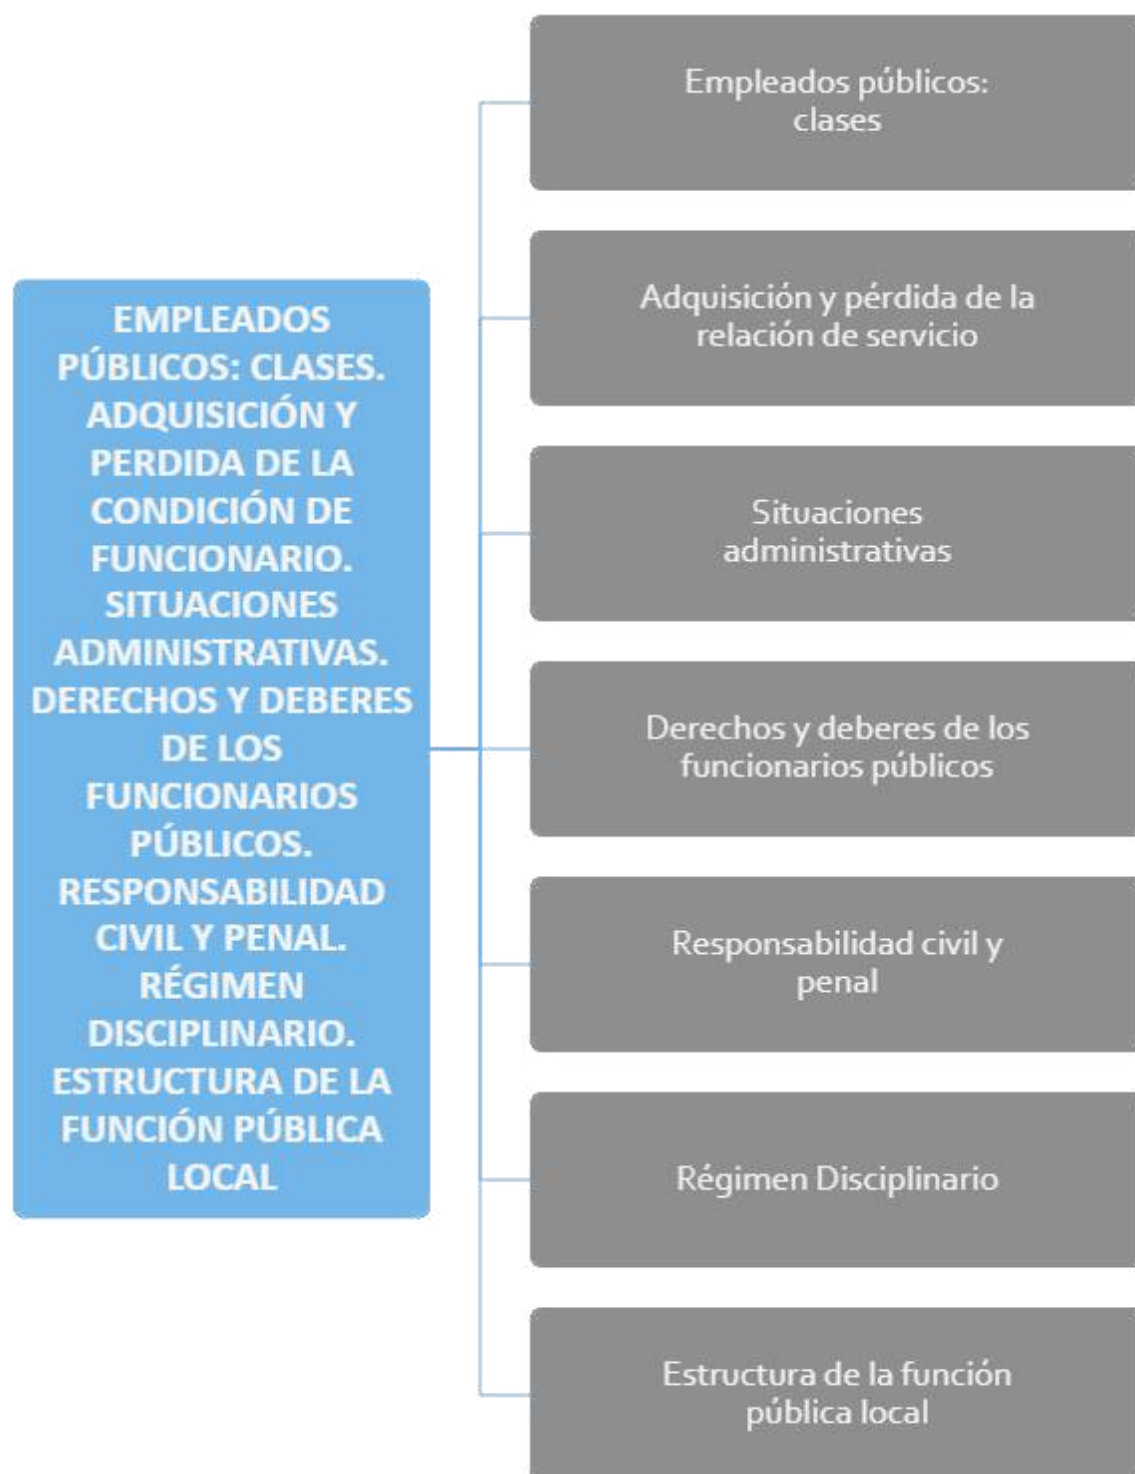 EMPLEADOS
PÚBLICOS: CLASES.
ADQUISICIÓN Y
PERDIDA DE LA
CONDICIÓN DE
FUNCIONARIO.
SITUACIONES
ADMINISTRATIVAS.
DERECHOS Y DEBERES
DE LOS
FUNCIONARIOS
PÚBLICOS.
RESPONSABILIDAD
CIVIL Y PENAL.
RÉGIMEN
DISCIPLINARIO.
ESTRUCTURA DE LA
FUNCIÓN PÚBLICA
LOCAL
Empleados públicos:
clases
Adquisición y pérdida de la
relación de servicio
Situaciones
administrativas
Derechos y deberes de los
funcionarios públicos
Responsabilidad civil y
penal
Régimen Disciplinario
Estructura de la función
pública local